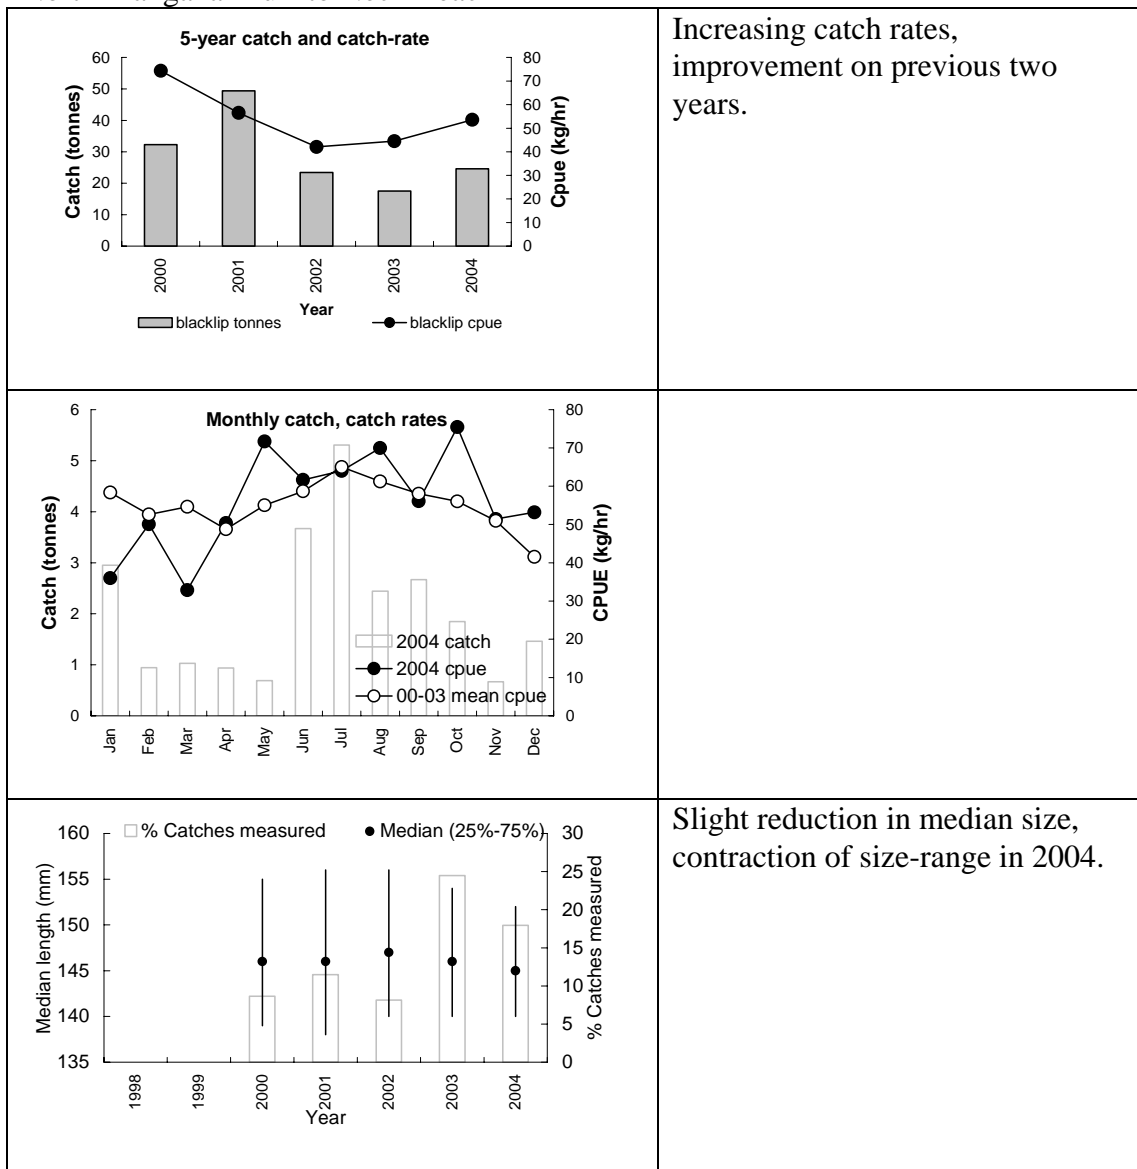 5-year catch and catch-rate
60
50
40
30
20
10
0
Catch (tonnes)
80
70
60
50
40
30
20
10
0
Cpue (kg/hr)
2000
2001
2002
2003
2004
Year
blacklip tonnes
blacklip cpue
Increasing catch rates,
improvement on previous two
years.
Monthly catch, catch rates
6
5
4
3
2
1
0
Catch (tonnes)
80
70
60
50
40
30
20
10
0
CPUE (kg/hr)
2004 catch
2004 cpue
00-03 mean cpue
Jan
Feb
Mar
Apr
May
Jun
Jul
Aug
Sep
Oct
Nov
Dec
% Catches measured
Median (25%-75%)
160
155
150
145
140
135
Median length (mm)
30
25
20
15
10
5
0
% Catches measured
1998
1999
2000
2001
2002
2003
2004
Year
Slight reduction in median size,
contraction of size-range in 2004.